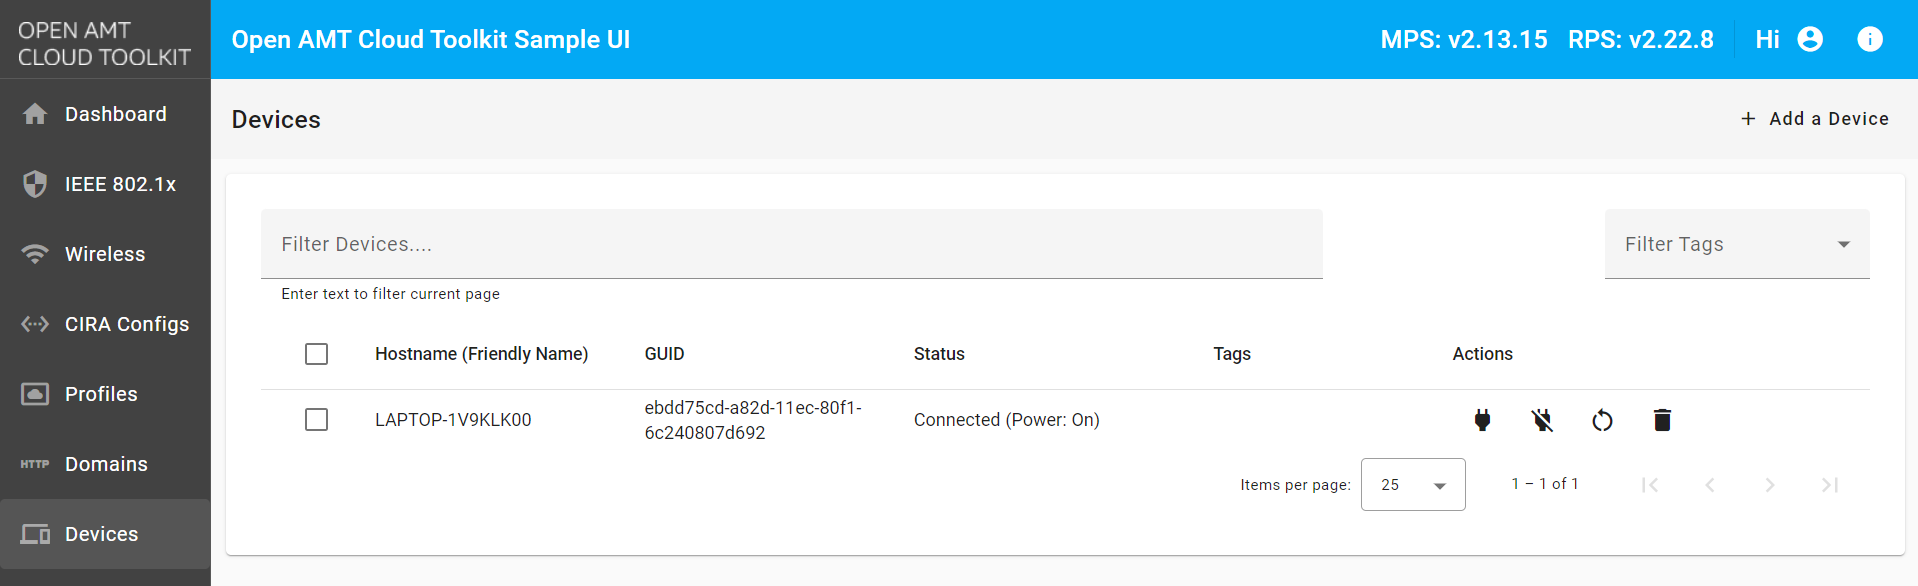 OPEN AMT
CLOUD TOOLKIT
Open AMT Cloud Toolkit Sample UI
MPS: v2.13.15 RPS: v2.22.8 Hi
Dashboard
IEEE 802.1x
Wireless
CIRA Configs
Profiles
HTTP Domains
Devices
Devices
+ Add a Device
Filter Devices....
Filter Tags
Enter text to filter current page
Hostname (Friendly Name) GUID Status Tags Actions
LAPTOP-1V9KLK00 ebdd75cd-a82d-11ec-80f1- Connected (Power: On)
6c240807d692
Items per page: 25 1 – 1 of 1